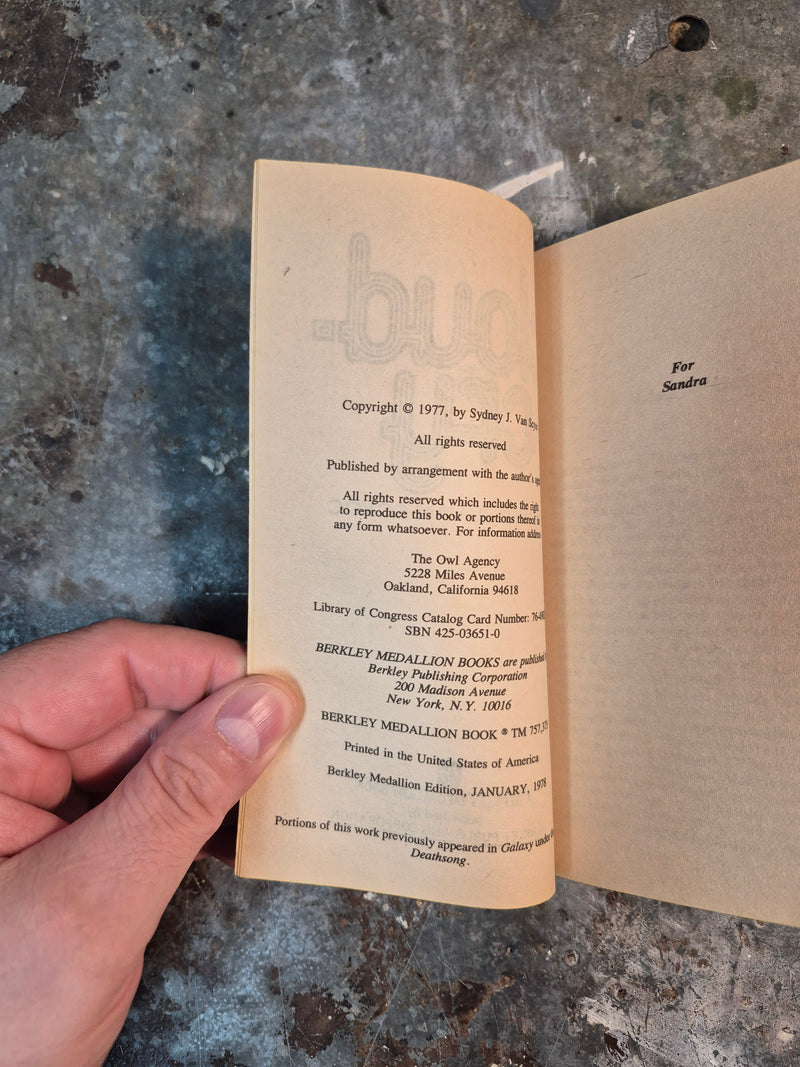 Copyright © 1977, by Sydney J. Van
All rights reserved
Published by arrangement with the author's
All rights reserved which includes the right
to reproduce this book or portions thereof in
any form whatsoever. For information address
The Owl Agency
5228 Miles Avenue
Oakland, California 94618
Library of Congress Catalog Card Number:
SBN 425-03651-0
BERKLEY MEDALLION BOOKS are published
Berkley Publishing Corporation
200 Madison Avenue
New York, N.Y. 10016
BERKLEY MEDALLION BOOK ® TM 757,375
Printed in the United States of America
Berkley Medallion Edition, JANUARY, 1978
Portions of this work previously appeared in Galaxy under
Deathsong.
For
Sandra